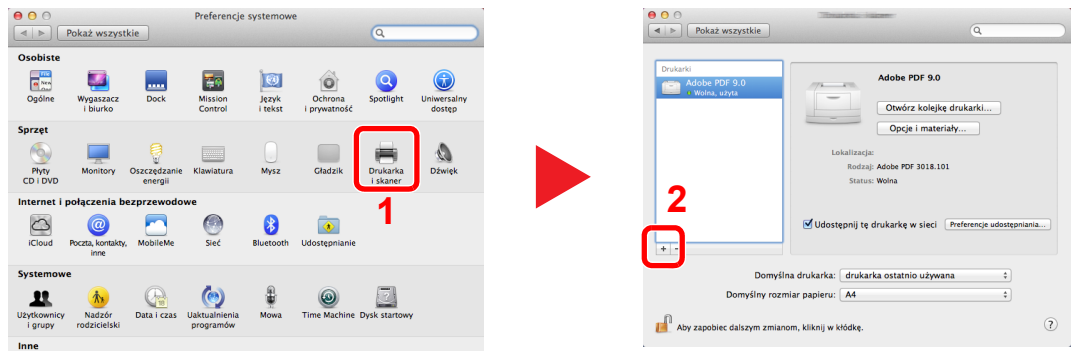 Preferencje systemowe
Pokaż wszystkie
Osobiste
Ogólne
Wygaszacz
i biurko
Dock
Mission
Control
Język
i tekst
Ochrona
i prywatność
Spotlight
Uniwersalny
dostęp
Sprzęt
Płyty
CD i DVD
Monitory
Oszczędzanie
energii
Klawiatura
Mysz
Gładzik
Drukarka
i skaner
Dźwięk
1
Internet i połączenia bezprzewodowe
iCloud
Poczta, kontakty,
inne
MobileMe
Sieć
Bluetooth
Udostępnianie
Systemowe
Użytkownicy
i grupy
Nadzór
rodzicielski
Data i czas
Uaktualnienia
programów
Mowa
Time Machine
Dysk startowy
Inne
Pokaż wszystkie
Drukarki
Adobe PDF 9.0
Wolna, użyta
2
+ -
Adobe PDF 9.0
Otwórz kolejkę drukarki...
Opcje i materiały...
Lokalizacja:
Rodzaj: Adobe PDF 3018.101
Status: Wolna
Udostępnij tę drukarkę w sieci
Preferencje udostępniania...
Domyślna drukarka: drukarka ostatnio używana
Domyślny rozmiar papieru: A4
Aby zapobiec dalszym zmianom, kliknij w kłódkę.
?